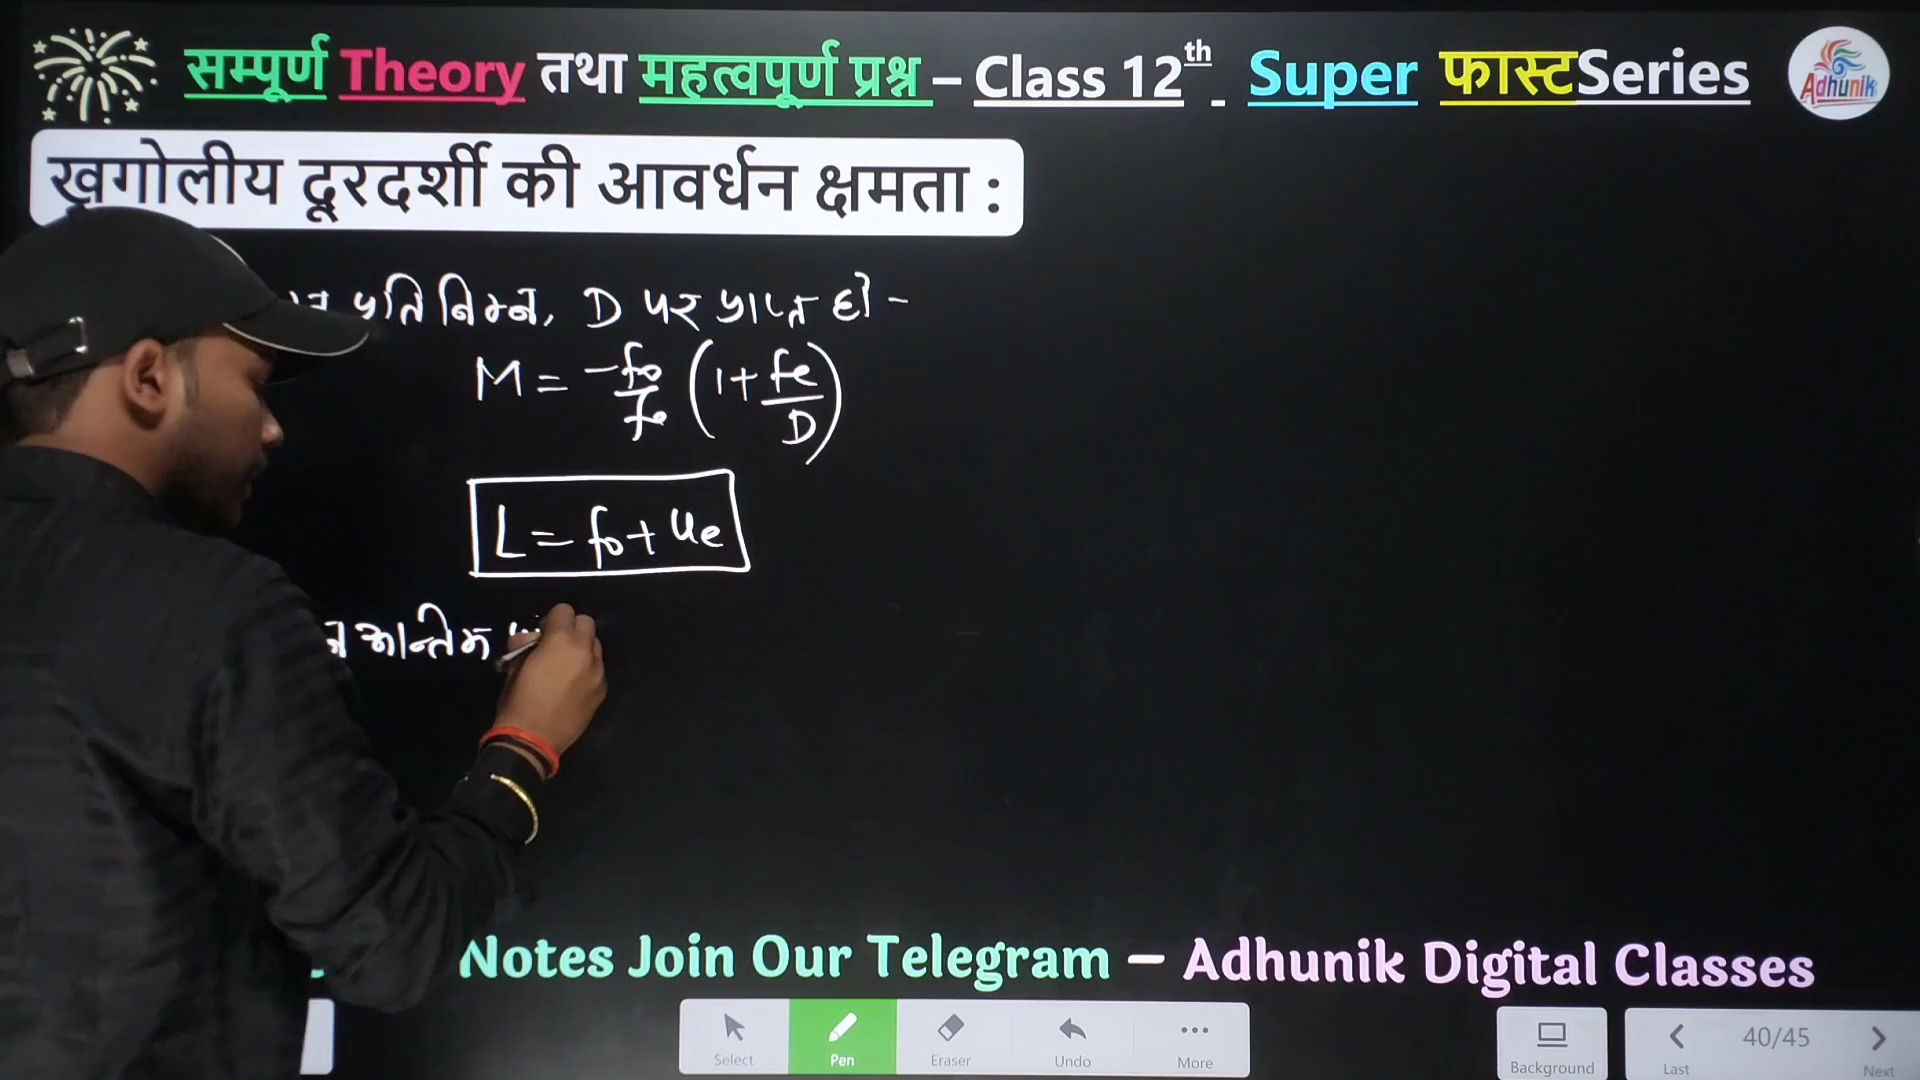 सम्पूर्ण Theory तथा महत्वपूर्ण प्रश्न – Class 12th - Super फास्टSeries
Adhunik
खगोलीय दूरदर्शी की आवर्धन क्षमता :
प्रतिबिम्ब, D पर प्राप्त हो -
M = -fo/fe (1 + fe/D)
L = fo + ue
अन्तिम
Notes Join Our Telegram – Adhunik Digital Classes
Select Pen Eraser Undo More Background Last 40/45 Next